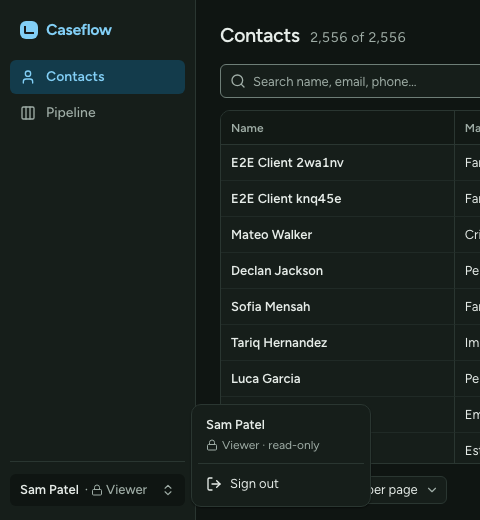 Caseflow
Contacts
Pipeline
Contacts 2,556 of 2,556
Search name, email, phone...
Name
E2E Client 2wa1nv
E2E Client knq45e
Mateo Walker
Declan Jackson
Sofia Mensah
Tariq Hernandez
Luca Garcia
per page
Sam Patel
Viewer · read-only
Sign out
Sam Patel · Viewer